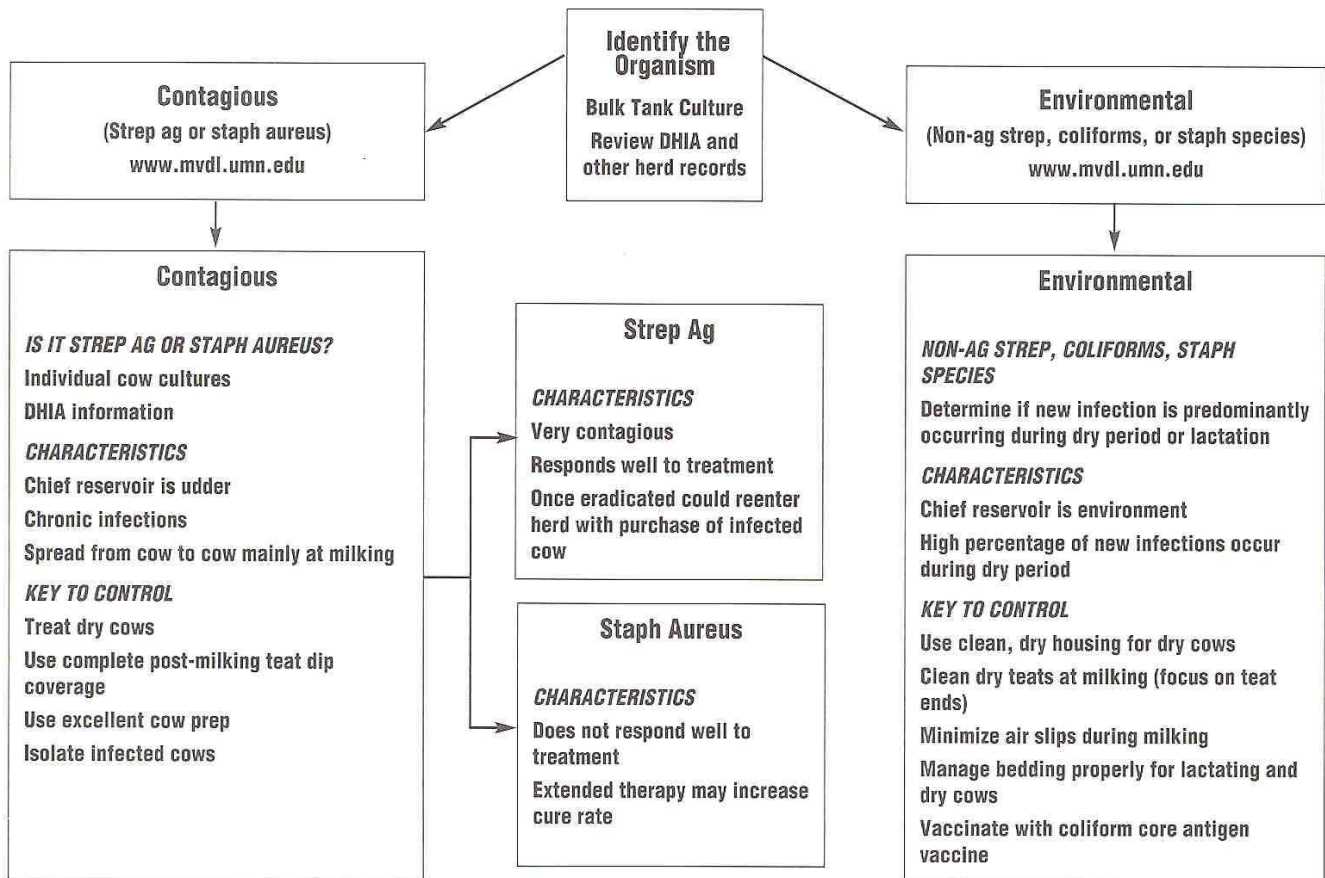 Identify the
Organism
Bulk Tank Culture
Review DHIA and
other herd records
Contagious
(Strep ag or staph aureus)
www.mvdl.umn.edu
Environmental
(Non-ag strep, coliforms, or staph species)
www.mvdl.umn.edu
Contagious
IS IT STREP AG OR STAPH AUREUS?
Individual cow cultures
DHIA information
CHARACTERISTICS
Chief reservoir is udder
Chronic infections
Spread from cow to cow mainly at milking
KEY TO CONTROL
Treat dry cows
Use complete post-milking teat dip
coverage
Use excellent cow prep
Isolate infected cows
Strep Ag
CHARACTERISTICS
Very contagious
Responds well to treatment
Once eradicated could reenter
herd with purchase of infected
cow
Staph Aureus
CHARACTERISTICS
Does not respond well to
treatment
Extended therapy may increase
cure rate
Environmental
NON-AG STREP, COLIFORMS, STAPH
SPECIES
Determine if new infection is predominantly
occurring during dry period or lactation
CHARACTERISTICS
Chief reservoir is environment
High percentage of new infections occur
during dry period
KEY TO CONTROL
Use clean, dry housing for dry cows
Clean dry teats at milking (focus on teat
ends)
Minimize air slips during milking
Manage bedding properly for lactating and
dry cows
Vaccinate with coliform core antigen
vaccine